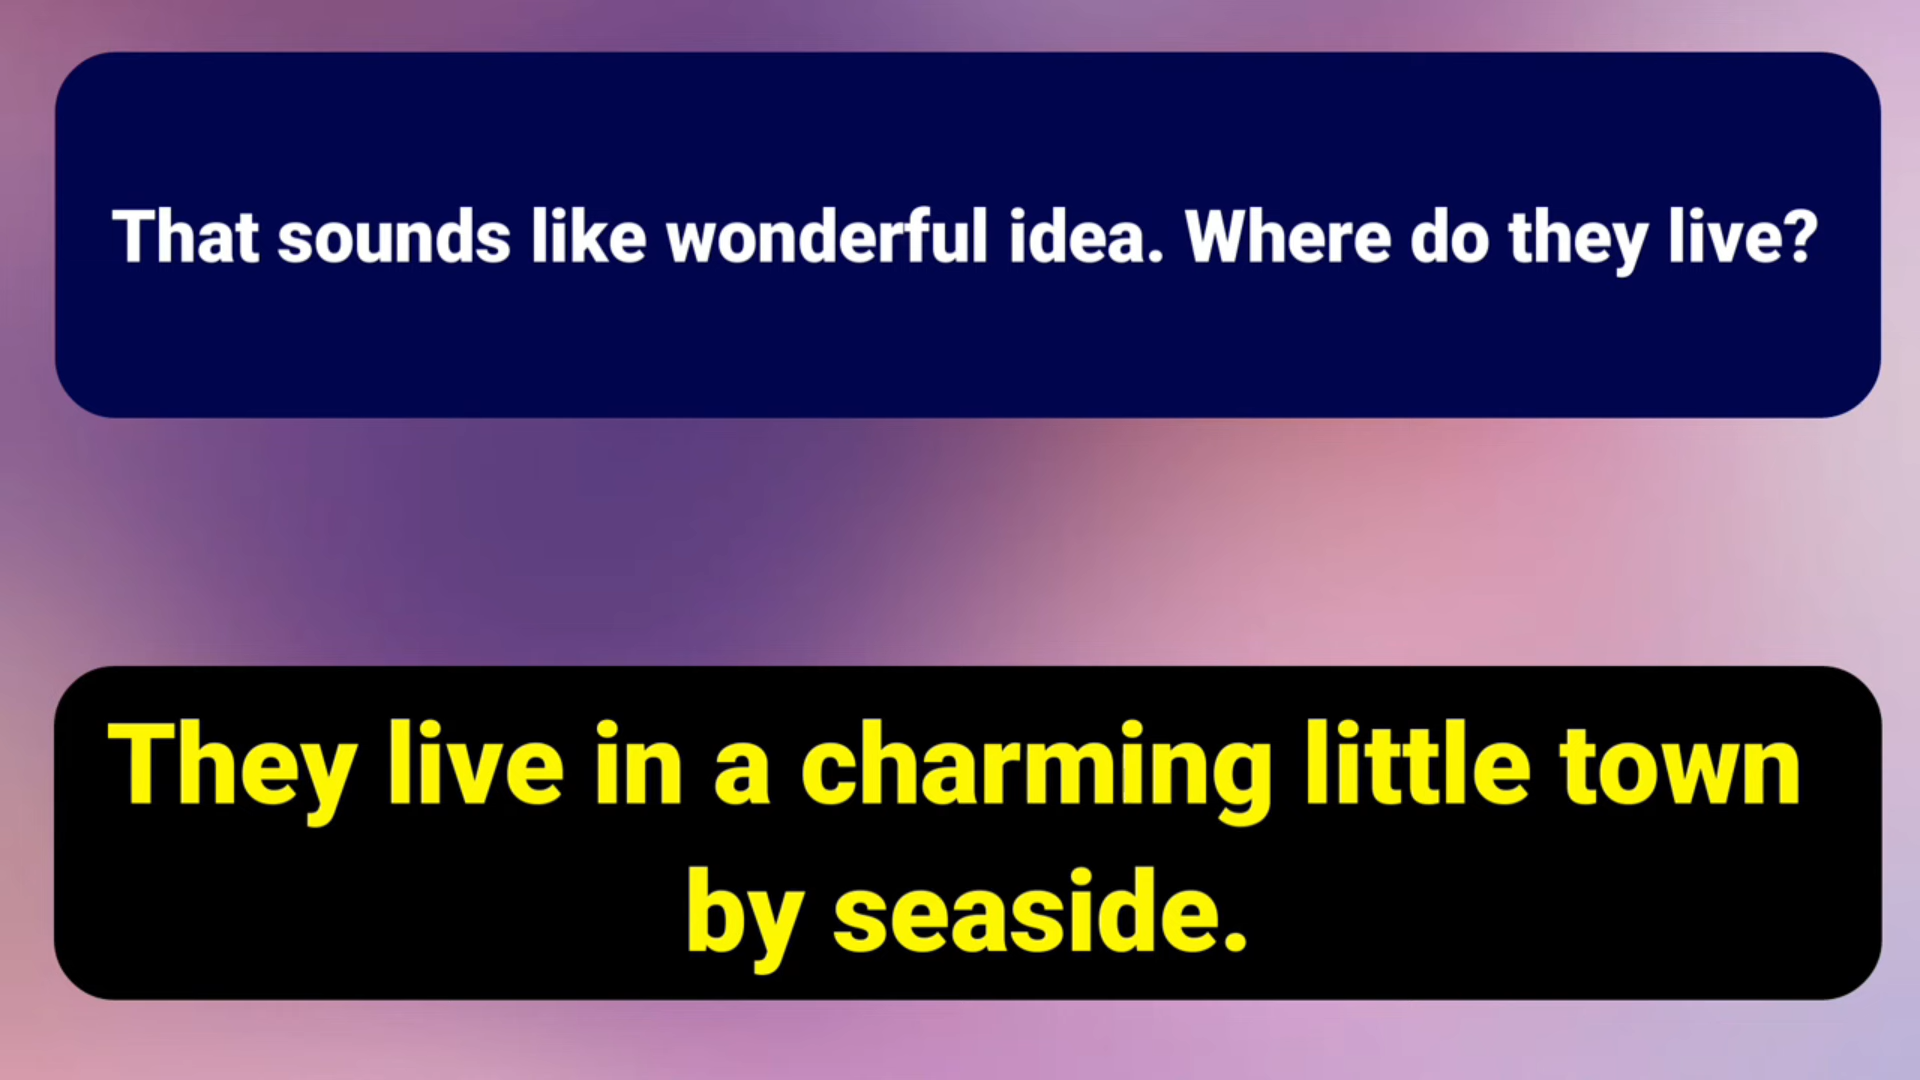 That sounds like wonderful idea. Where do they live?
They live in a charming little town
by seaside.